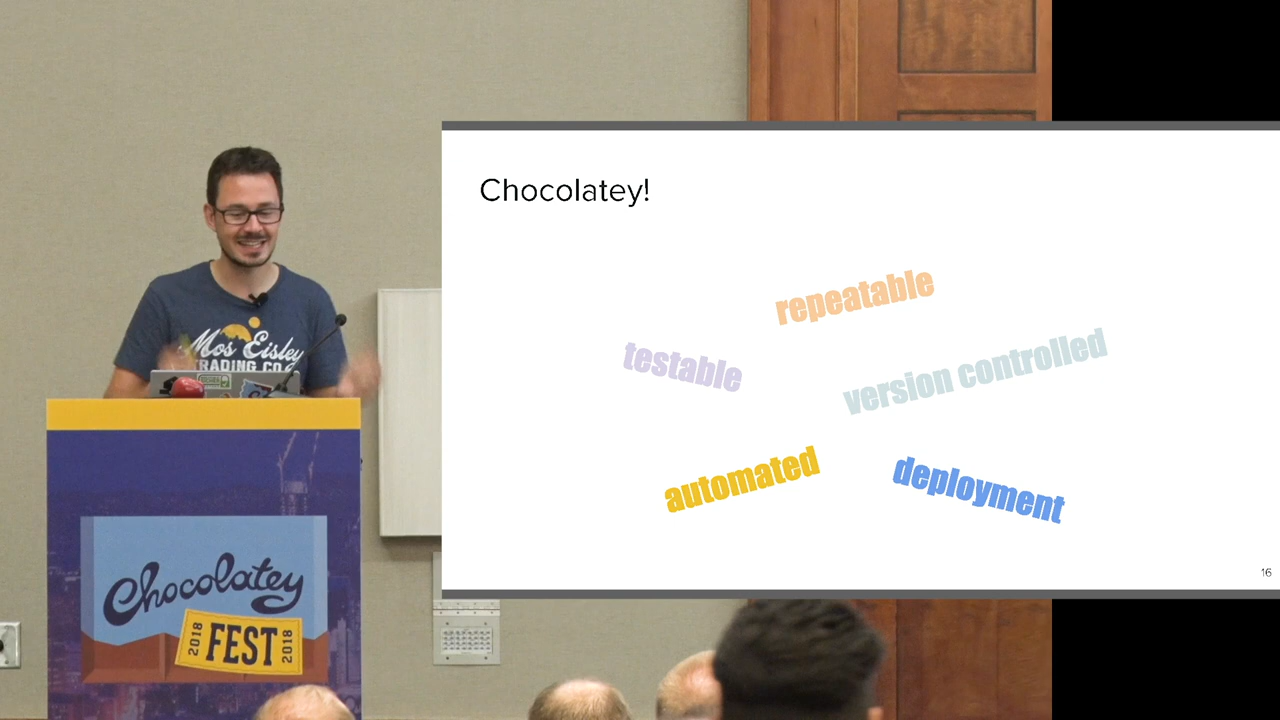 Chocolatey!
repeatable
testable
version controlled
automated
deployment
16
Mos Eisley
TRADING CO.
Chocolatey
2018 FEST 2018